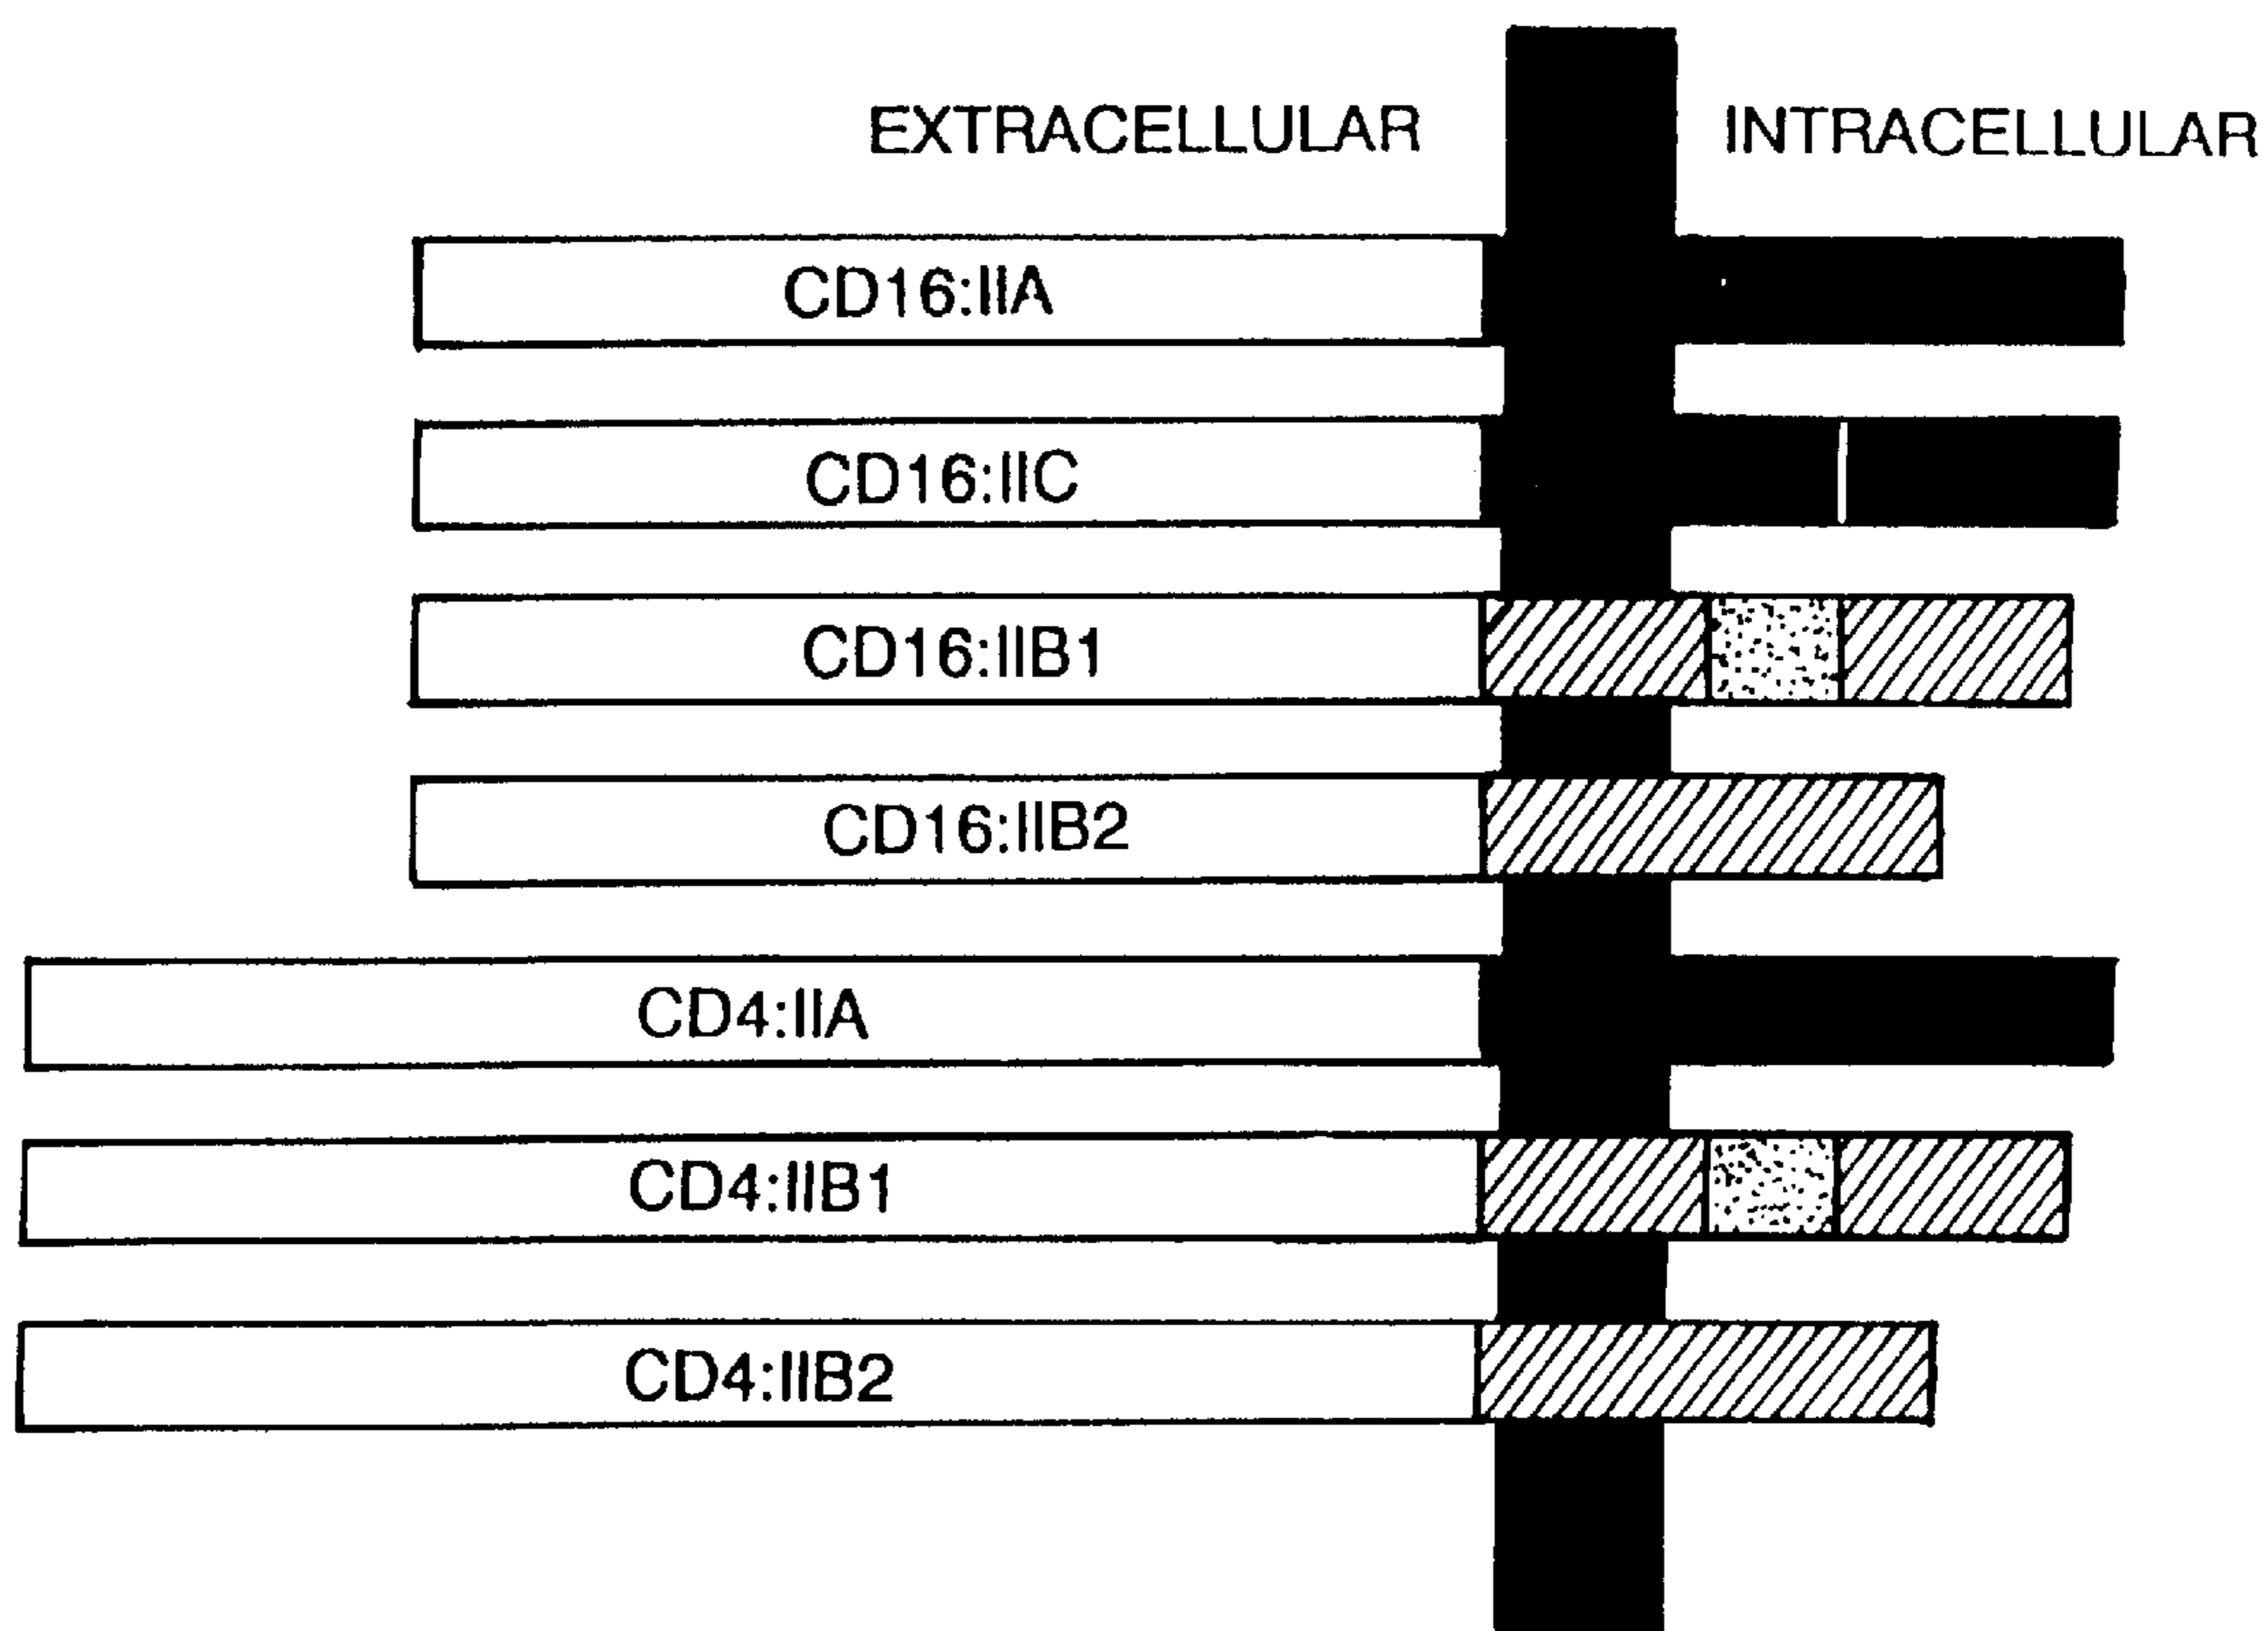 EXTRACELLULAR INTRACELLULAR
CD16:IIA
CD16:IIC
CD16:IIB1
CD16:IIB2
CD4:IIA
CD4:IIB1
CD4:IIB2